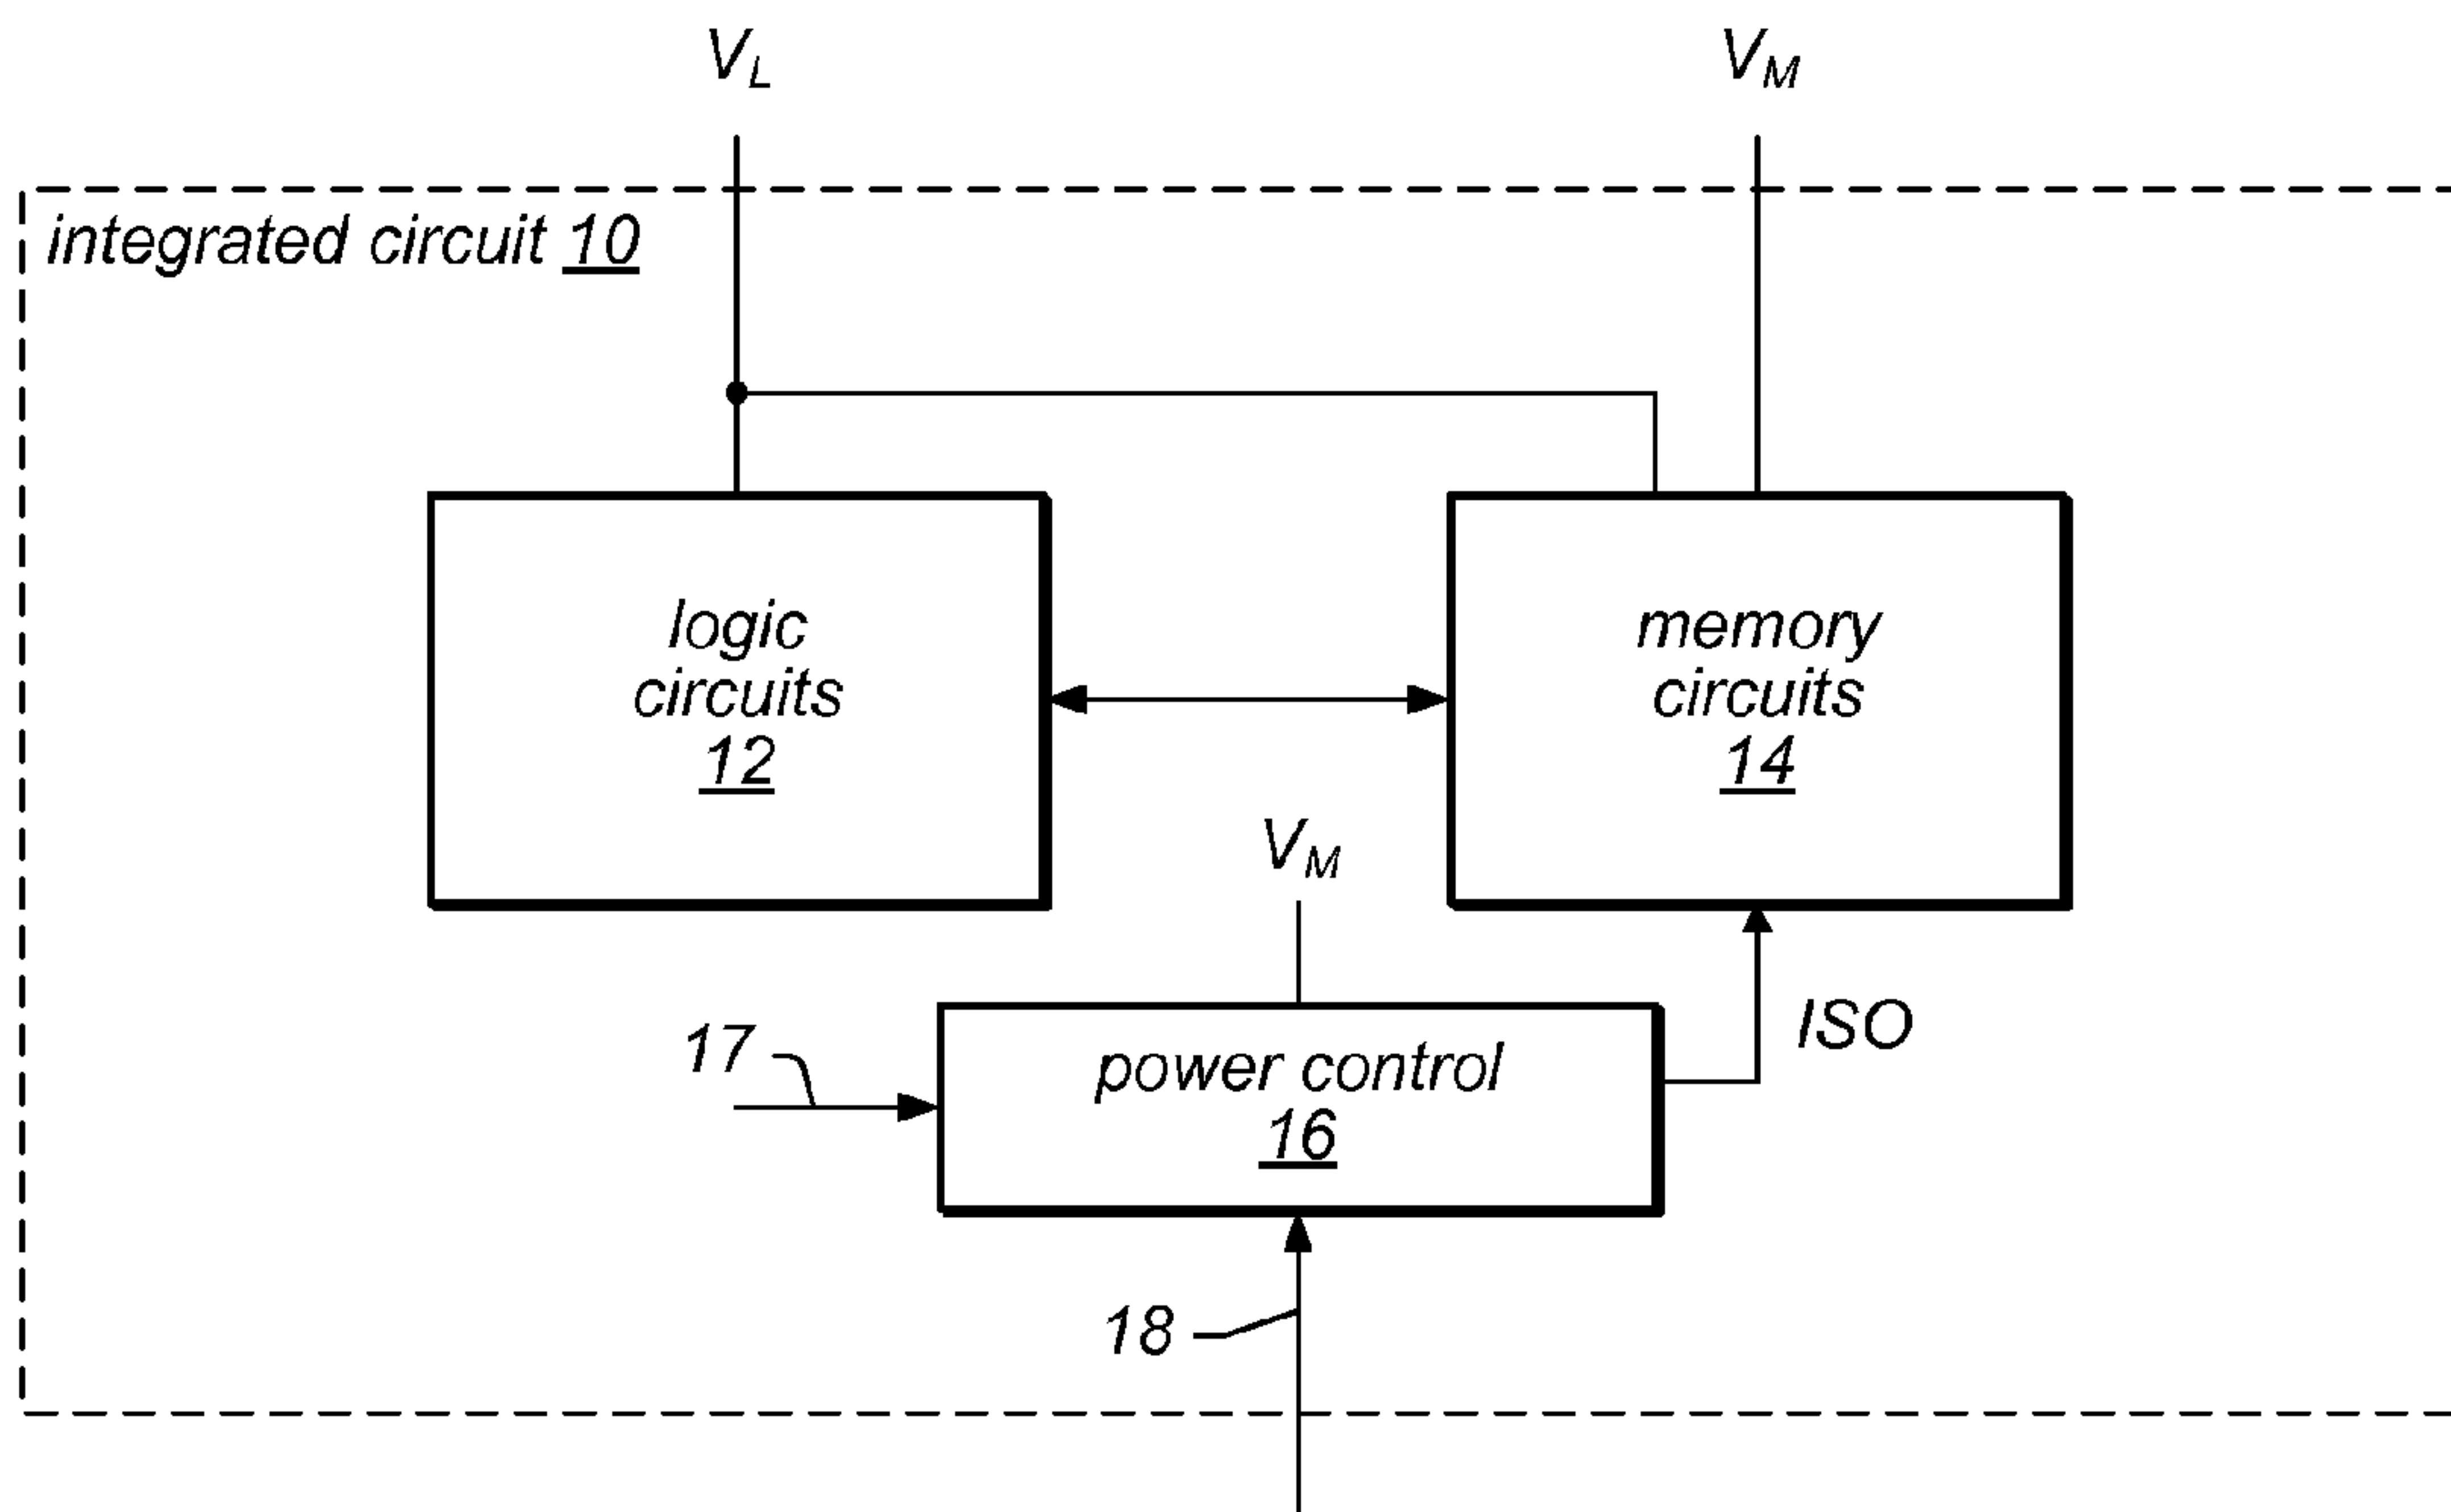 V_L
V_M
integrated circuit 10
logic
circuits
12
memory
circuits
14
V_M
17
power control
16
ISO
18